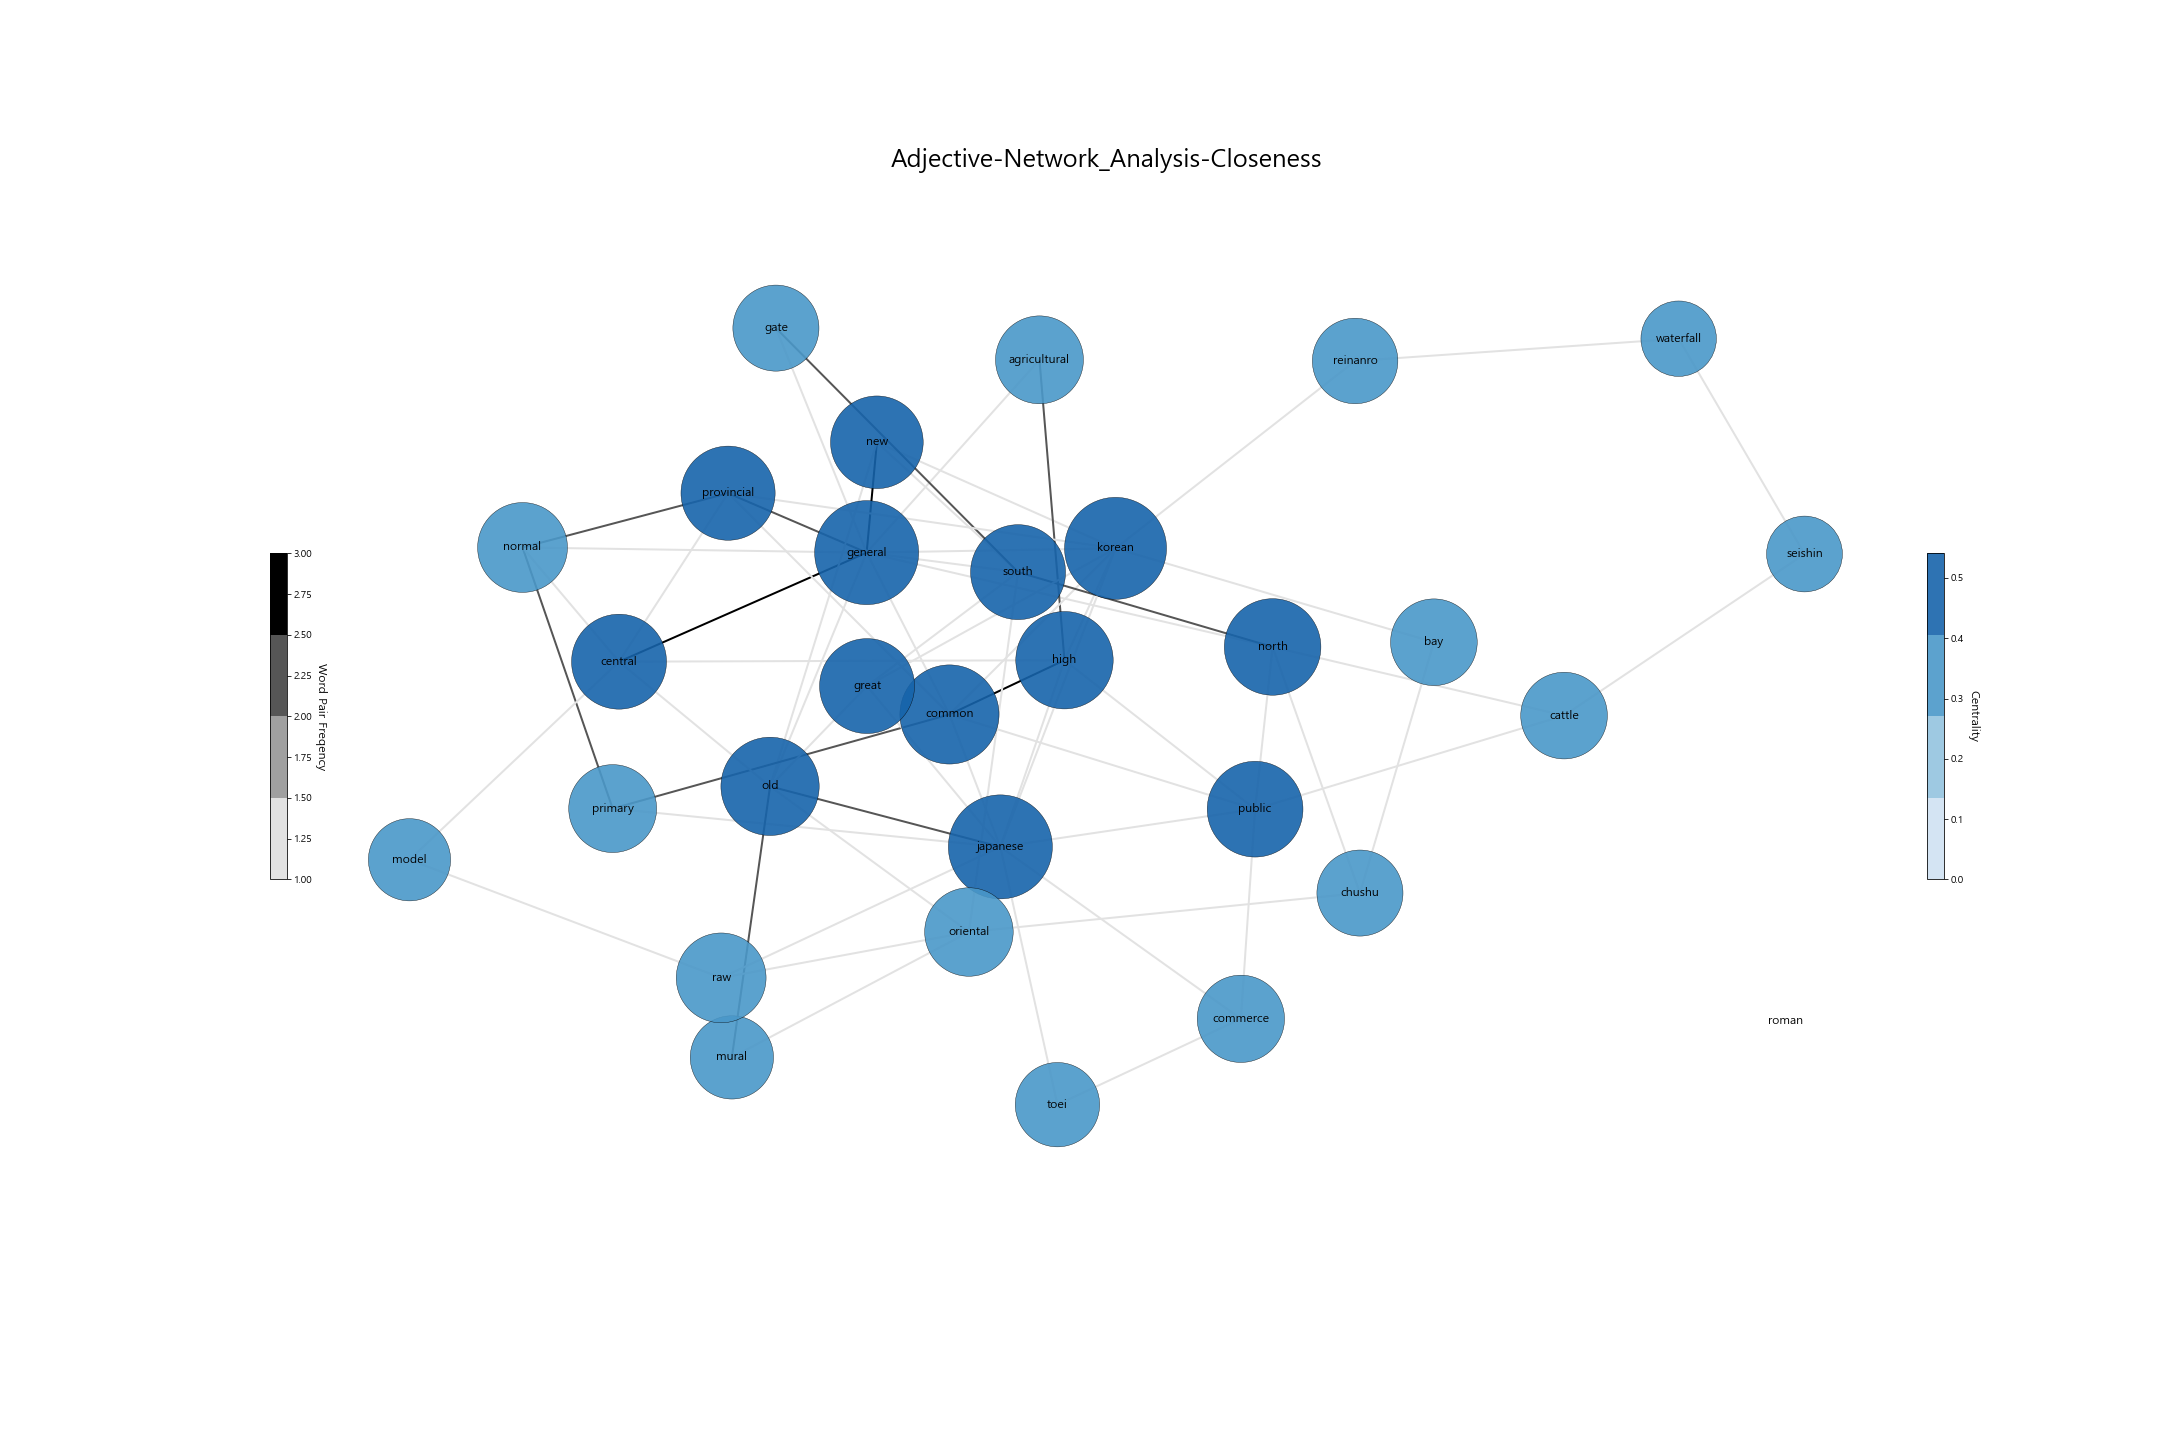 Adjective-Network_Analysis-Closeness
gate
waterfall
agricultural
reinanro
new
provincial
normal
general
korean
seishin
south
bay
north
high
central
great
common
cattle
old
primary
public
japanese
model
chushu
oriental
raw
commerce
roman
mural
toei
3.00
2.75
2.50
2.25
2.00
1.75
1.50
1.25
1.00
Word Pair Freqency
0.5
0.4
0.3
0.2
0.1
0.0
Centrality